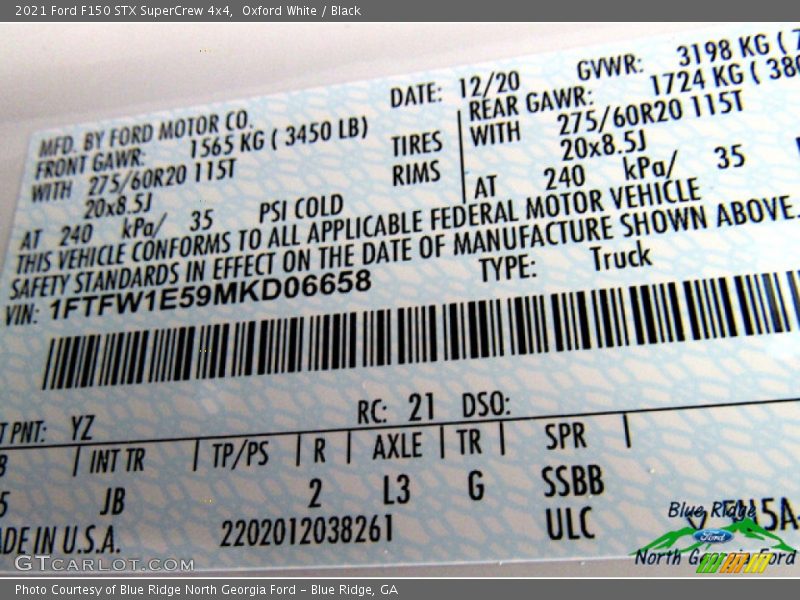 2021 Ford F150 STX SuperCrew 4x4, Oxford White / Black
MFD. BY FORD MOTOR CO.
DATE: 12/20
GVWR: 3198 KG (
FRONT GAWR: 1565 KG ( 3450 LB)
REAR GAWR: 1724 KG ( 380
WITH 275/60R20 115T
TIRES
WITH 275/60R20 115T
20x8.5J
RIMS
20x8.5J
AT 240 kPa/ 35 PSI COLD
AT 240 kPa/ 35
THIS VEHICLE CONFORMS TO ALL APPLICABLE FEDERAL MOTOR VEHICLE
SAFETY STANDARDS IN EFFECT ON THE DATE OF MANUFACTURE SHOWN ABOVE.
VIN: 1FTFW1E59MKD06658
TYPE: Truck
T PNT: YZ
RC: 21 DSO:
INT TR TP/PS R AXLE TR SPR
5 JB 2 L3 G SSBB
ADE IN U.S.A. 2202012038261 ULC
Blue Ridge
Ford
North Georgia Ford
GTcarlot.com
Photo Courtesy of Blue Ridge North Georgia Ford - Blue Ridge, GA